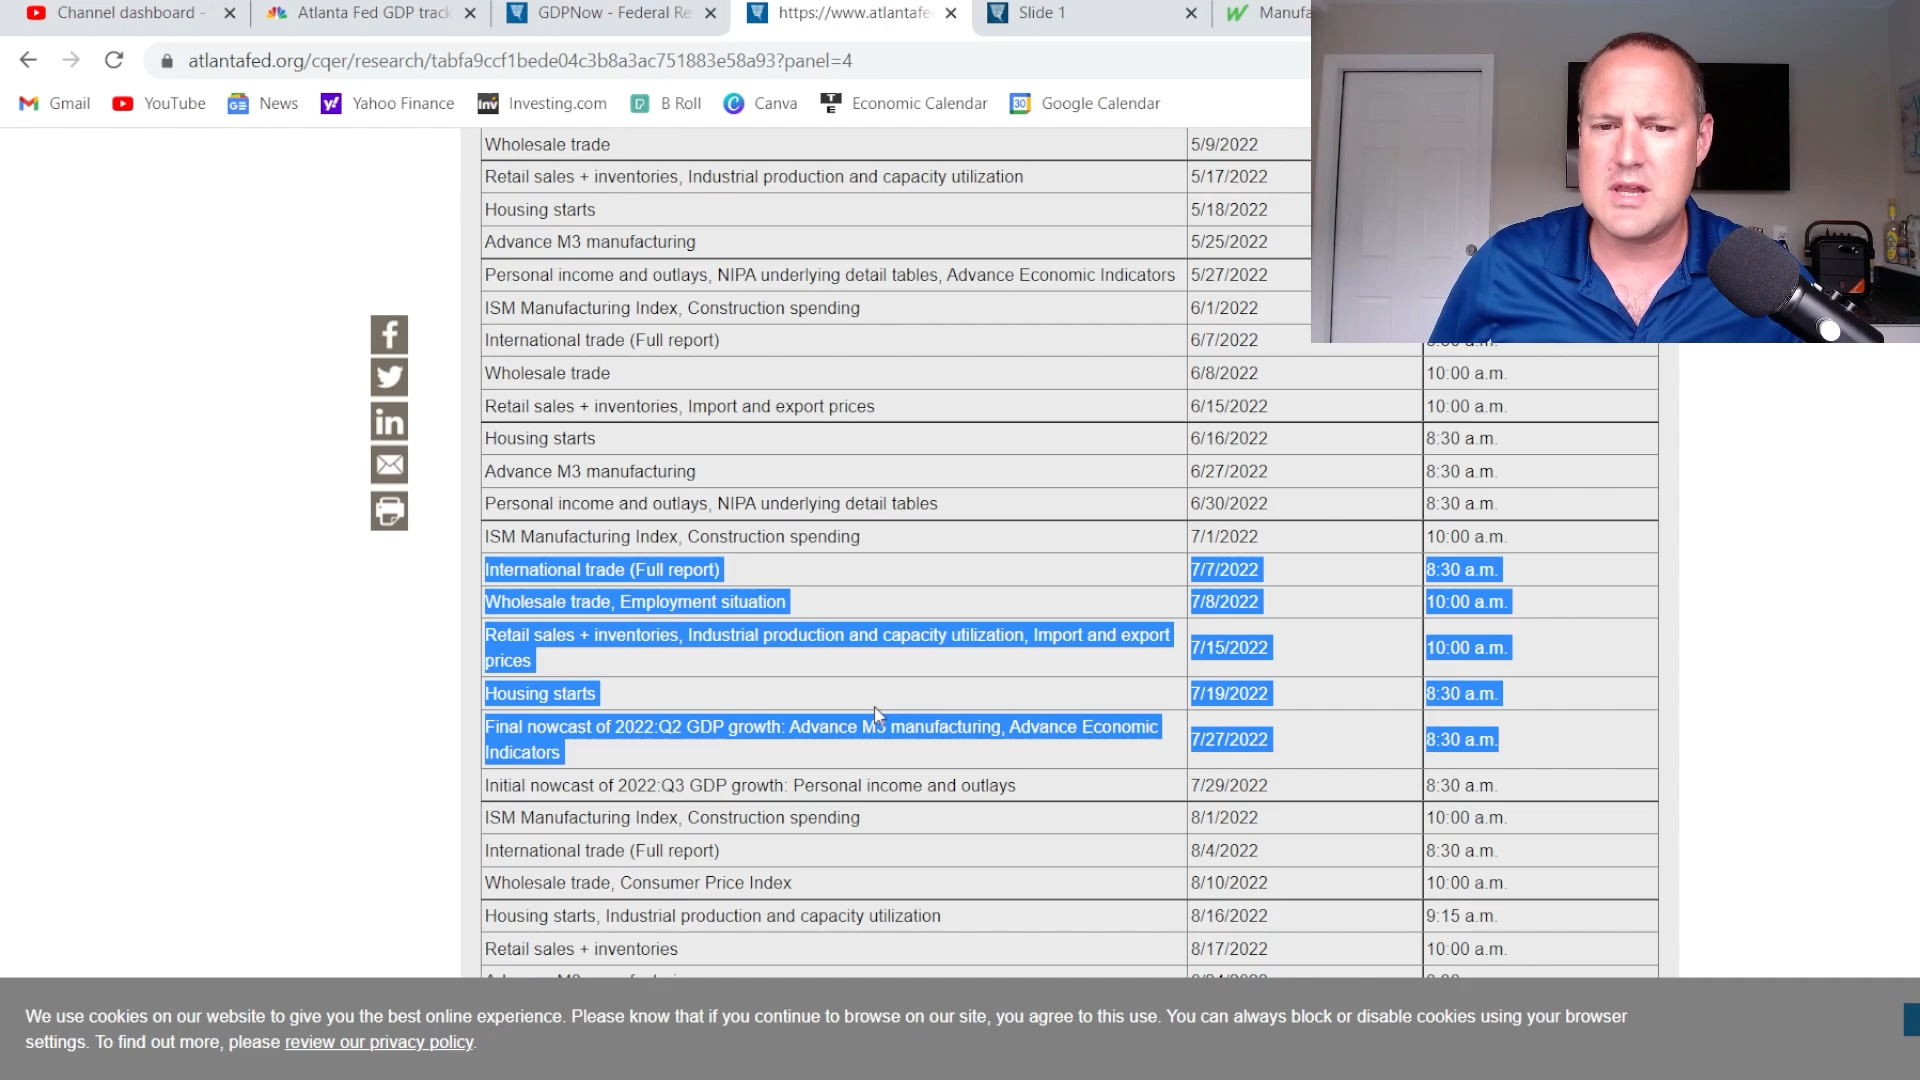 Channel dashboard -
Atlanta Fed GDP track
GDPNow - Federal Re
https://www.atlantafe
Slide 1
Manufa
atlantafed.org/cqer/research/tabfa9ccf1bede04c3b8a3ac751883e58a93?panel=4
Gmail YouTube News Yahoo Finance Investing.com B Roll Canva Economic Calendar Google Calendar
Wholesale trade 5/9/2022
Retail sales + inventories, Industrial production and capacity utilization 5/17/2022
Housing starts 5/18/2022
Advance M3 manufacturing 5/25/2022
Personal income and outlays, NIPA underlying detail tables, Advance Economic Indicators 5/27/2022
ISM Manufacturing Index, Construction spending 6/1/2022
International trade (Full report) 6/7/2022
Wholesale trade 6/8/2022 10:00 a.m.
Retail sales + inventories, Import and export prices 6/15/2022 10:00 a.m.
Housing starts 6/16/2022 8:30 a.m.
Advance M3 manufacturing 6/27/2022 8:30 a.m.
Personal income and outlays, NIPA underlying detail tables 6/30/2022 8:30 a.m.
ISM Manufacturing Index, Construction spending 7/1/2022 10:00 a.m.
International trade (Full report) 7/7/2022 8:30 a.m.
Wholesale trade, Employment situation 7/8/2022 10:00 a.m.
Retail sales + inventories, Industrial production and capacity utilization, Import and export
prices 7/15/2022 10:00 a.m.
Housing starts 7/19/2022 8:30 a.m.
Final nowcast of 2022:Q2 GDP growth: Advance M3 manufacturing, Advance Economic
Indicators 7/27/2022 8:30 a.m.
Initial nowcast of 2022:Q3 GDP growth: Personal income and outlays 7/29/2022 8:30 a.m.
ISM Manufacturing Index, Construction spending 8/1/2022 10:00 a.m.
International trade (Full report) 8/4/2022 8:30 a.m.
Wholesale trade, Consumer Price Index 8/10/2022 10:00 a.m.
Housing starts, Industrial production and capacity utilization 8/16/2022 9:15 a.m.
Retail sales + inventories 8/17/2022 10:00 a.m.
We use cookies on our website to give you the best online experience. Please know that if you continue to browse on our site, you agree to this use. You can always block or disable cookies using your browser
settings. To find out more, please review our privacy policy.